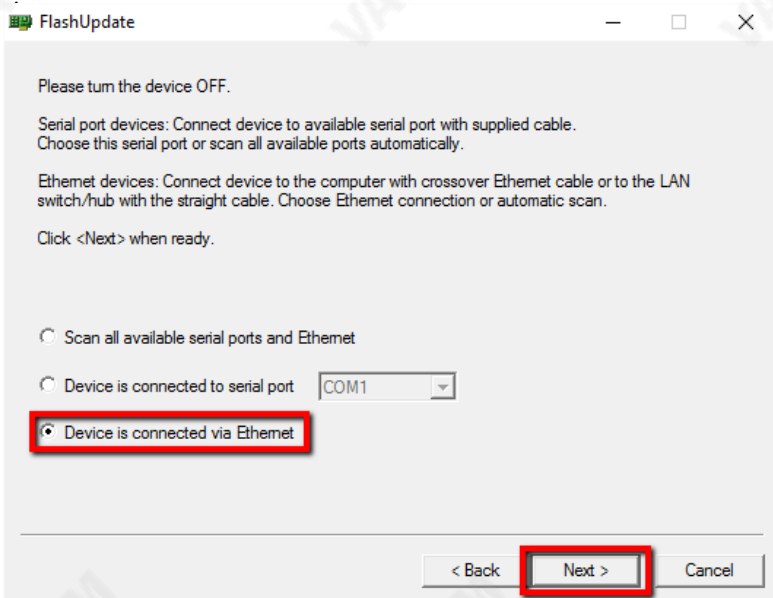 FlashUpdate
Please turn the device OFF.
Serial port devices: Connect device to available serial port with supplied cable.
Choose this serial port or scan all available ports automatically.
Ethernet devices: Connect device to the computer with crossover Ethernet cable or to the LAN
switch/hub with the straight cable. Choose Ethernet connection or automatic scan.
Click <Next> when ready.
Scan all available serial ports and Ethernet
Device is connected to serial port COM1
Device is connected via Ethernet
< Back Next > Cancel